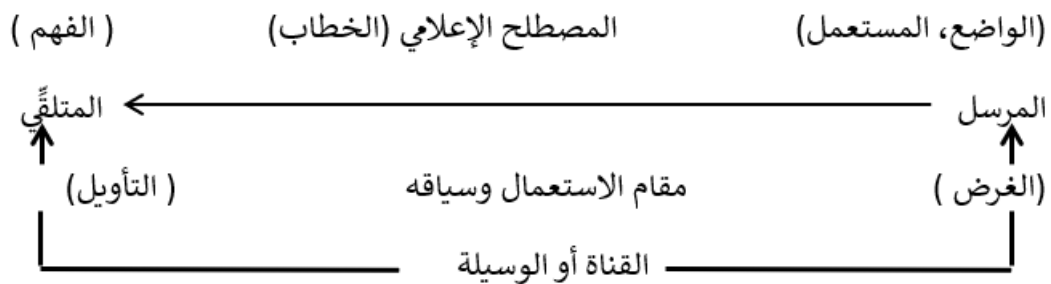 (الواضع، المستعمل) المصطلح الإعلامي (الخطاب) ( الفهم )
المرسل المتلقِّي
(الغرض ) مقام الاستعمال وسياقه ( التأويل)
القناة أو الوسيلة